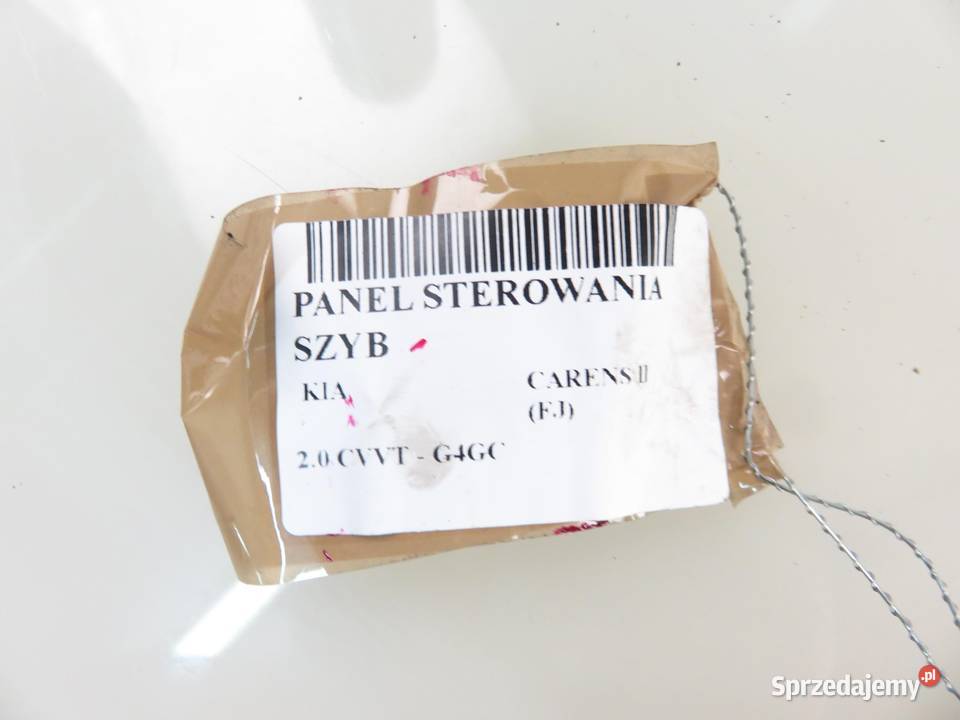 PANEL STEROWANIA
SZYB
KIA
CARENS II
(FJ)
2.0 CVVT - G4GC
Sprzedajemy.pl